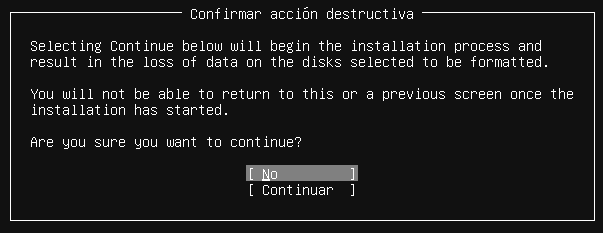 Confirmar acción destructiva
Selecting Continue below will begin the installation process and
result in the loss of data on the disks selected to be formatted.
You will not be able to return to this or a previous screen once the
installation has started.
Are you sure you want to continue?
[ No ]
[ Continuar ]